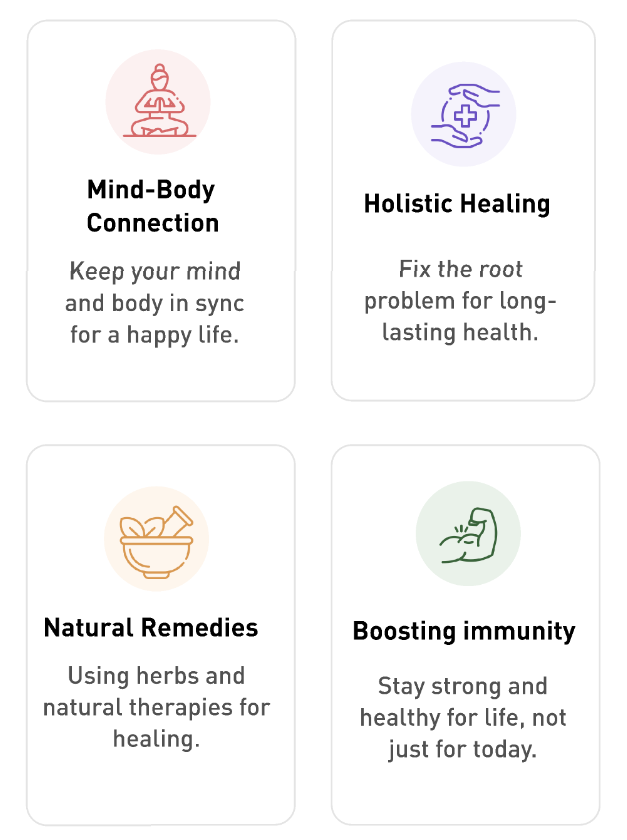 Mind-Body
Connection
Keep your mind
and body in sync
for a happy life.
Holistic Healing
Fix the root
problem for long-
lasting health.
Natural Remedies
Using herbs and
natural therapies for
healing.
Boosting immunity
Stay strong and
healthy for life, not
just for today.